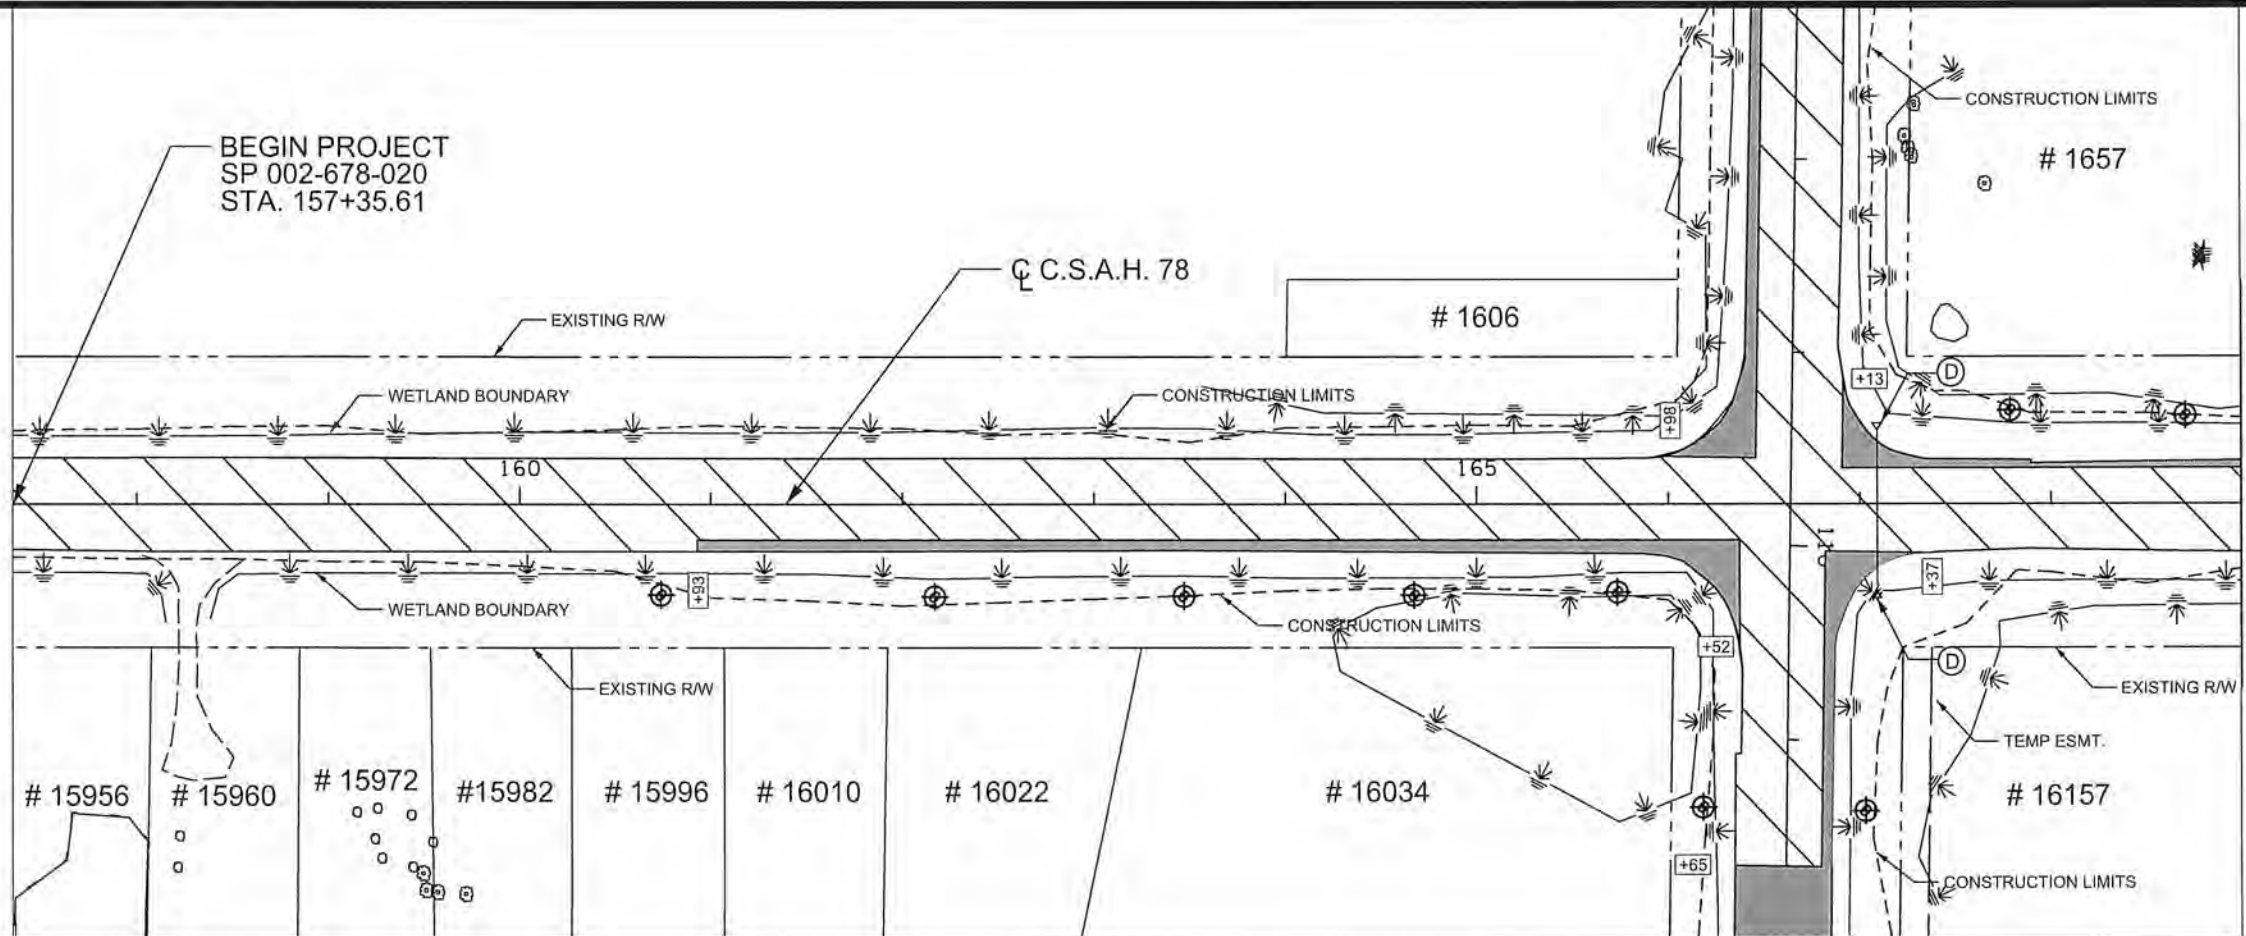 CONSTRUCTION LIMITS
# 1657
BEGIN PROJECT
SP 002-678-020
STA. 157+35.61
℄ C.S.A.H. 78
EXISTING R/W
# 1606
WETLAND BOUNDARY
CONSTRUCTION LIMITS
+98
+13
D
160
165
+93
+37
WETLAND BOUNDARY
CONSTRUCTION LIMITS
+52
D
EXISTING R/W
EXISTING R/W
TEMP ESMT.
# 15956
# 15960
# 15972
#15982
# 15996
# 16010
# 16022
# 16034
# 16157
+65
CONSTRUCTION LIMITS